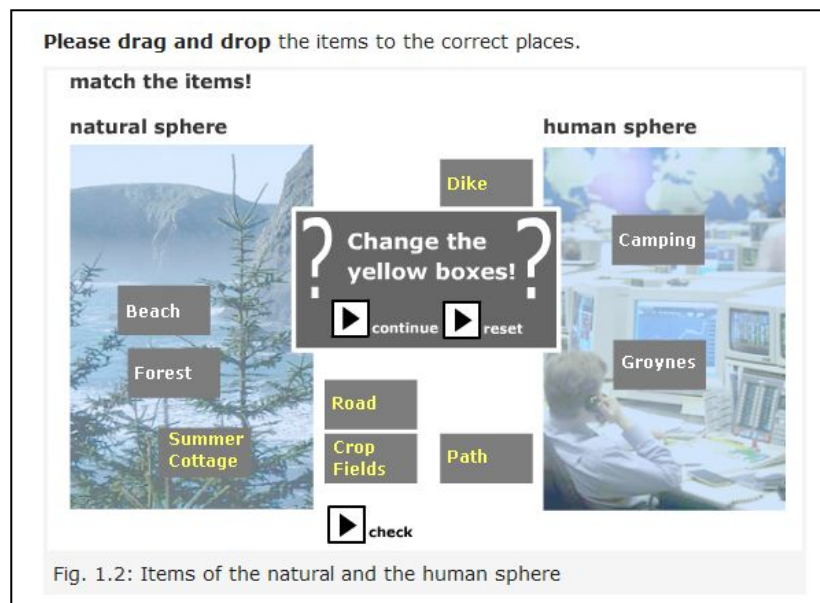 Please drag and drop the items to the correct places.
match the items!
natural sphere
human sphere
Dike
Camping
?
Change the
yellow boxes!
?
continue
reset
Beach
Forest
Groynes
Road
Summer
Cottage
Crop
Fields
Path
check
Fig. 1.2: Items of the natural and the human sphere